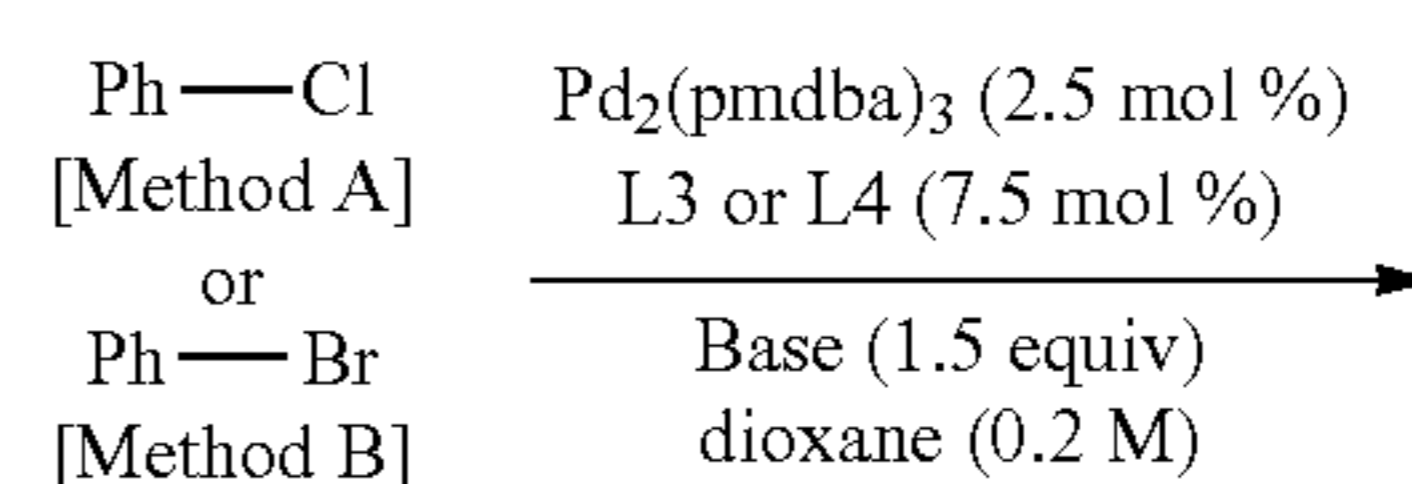 Ph—Cl
[Method A]
or
Ph—Br
[Method B]
Pd₂(pmdba)₃ (2.5 mol %)
L3 or L4 (7.5 mol %)
Base (1.5 equiv)
dioxane (0.2 M)